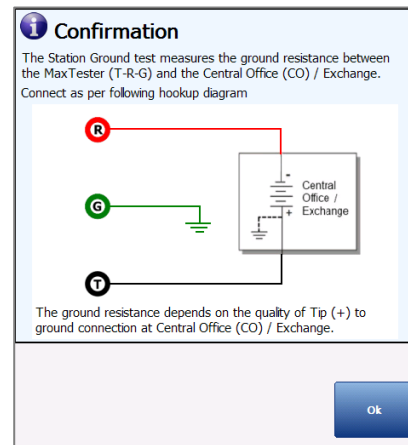 Confirmation
The Station Ground test measures the ground resistance between
the MaxTester (T-R-G) and the Central Office (CO) / Exchange.
Connect as per following hookup diagram
R
-
Central
Office /
Exchange
+
G
T
The ground resistance depends on the quality of Tip (+) to
ground connection at Central Office (CO) / Exchange.
Ok